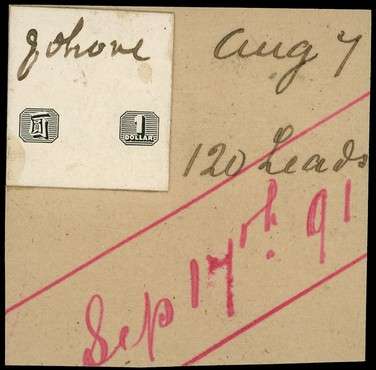 Johore
Aug 7
1
DOLLAR.
120 Leads
Sep 17th. 91